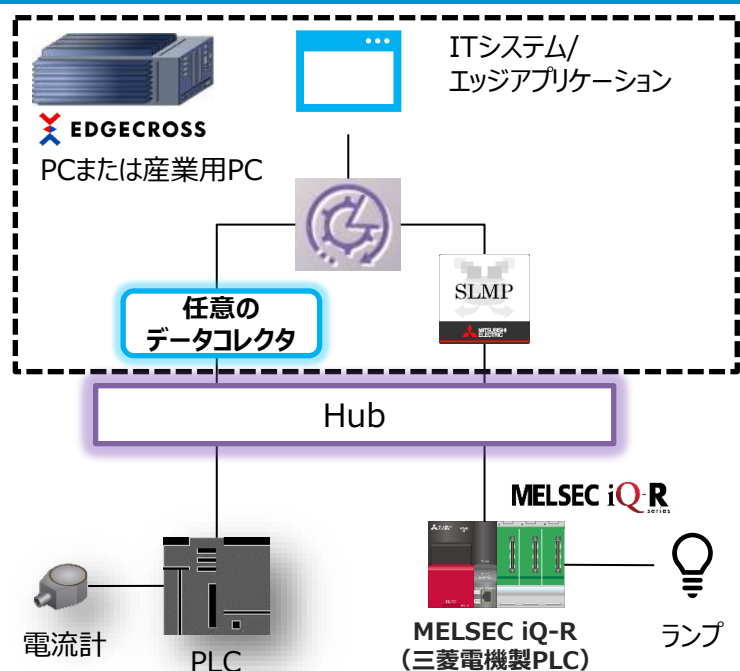 ITシステム/
エッジアプリケーション
EDGECROSS
PCまたは産業用PC
任意の
データコレクタ
SLMP
MITSUBISHI
ELECTRIC
Hub
MELSEC iQ-R
series
電流計
PLC
MELSEC iQ-R
（三菱電機製PLC）
ランプ